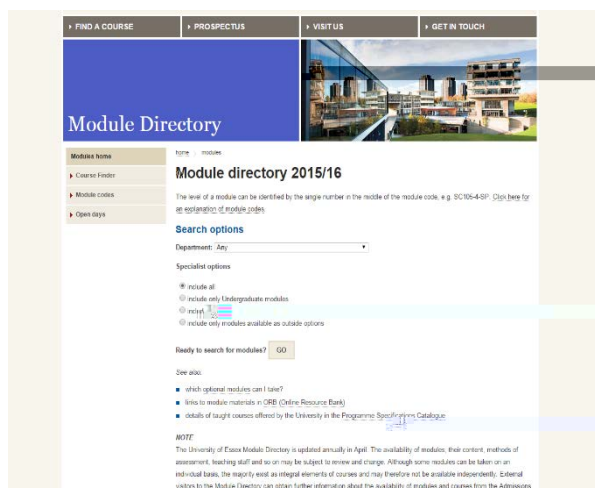 FIND A COURSE
PROSPECTUS
VISIT US
GET IN TOUCH
Module Directory
Modules home
Course Finder
Module codes
Open days
home modules
Module directory 2015/16
The level of a module can be identified by the single number in the middle of the module code, e.g. SC105-4-SP. Click here for
an explanation of module codes.
Search options
Department: Any
Specialist options
include all
include only Undergraduate modules
includ
include only modules available as outside options
Ready to search for modules? GO
See also:
which optional modules can I take?
links to module materials in ORB (Online Resource Bank)
details of taught courses offered by the University in the Programme Specifications Catalogue
NOTE
The University of Essex Module Directory is updated annually in April. The availability of modules, their content, methods of
assessment, teaching staff and so on may be subject to review and change. Although some modules can be taken on an
individual basis, the majority exist as integral elements of courses and may therefore not be available independently. External
visitors to the Module Directory can obtain further information about the availability of modules and courses from the Admissions